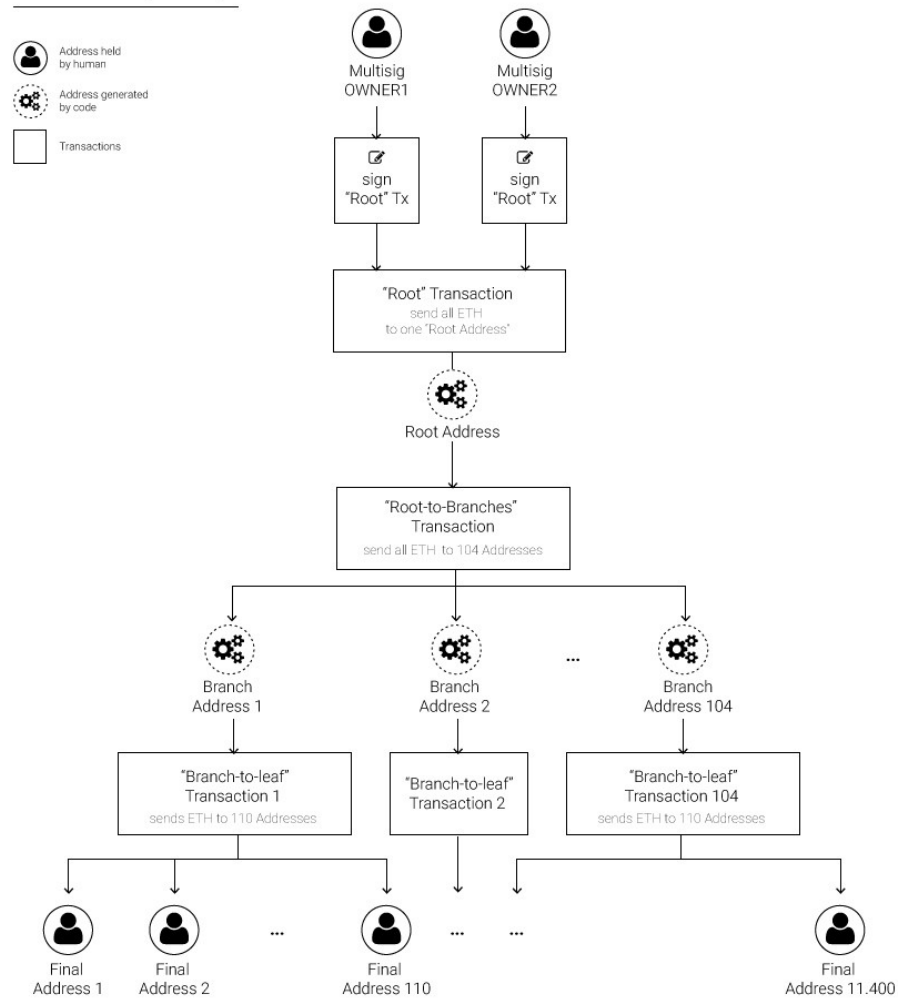 Address held
by human
Address generated
by code
Transactions
Multisig
OWNER1
Multisig
OWNER2
sign
“Root” Tx
sign
“Root” Tx
“Root” Transaction
send all ETH
to one “Root Address”
Root Address
“Root-to-Branches”
Transaction
send all ETH to 104 Addresses
Branch
Address 1
Branch
Address 2
...
Branch
Address 104
“Branch-to-leaf”
Transaction 1
sends ETH to 110 Addresses
“Branch-to-leaf”
Transaction 2
“Branch-to-leaf”
Transaction 104
sends ETH to 110 Addresses
Final
Address 1
Final
Address 2
...
Final
Address 110
...
...
Final
Address 11.400